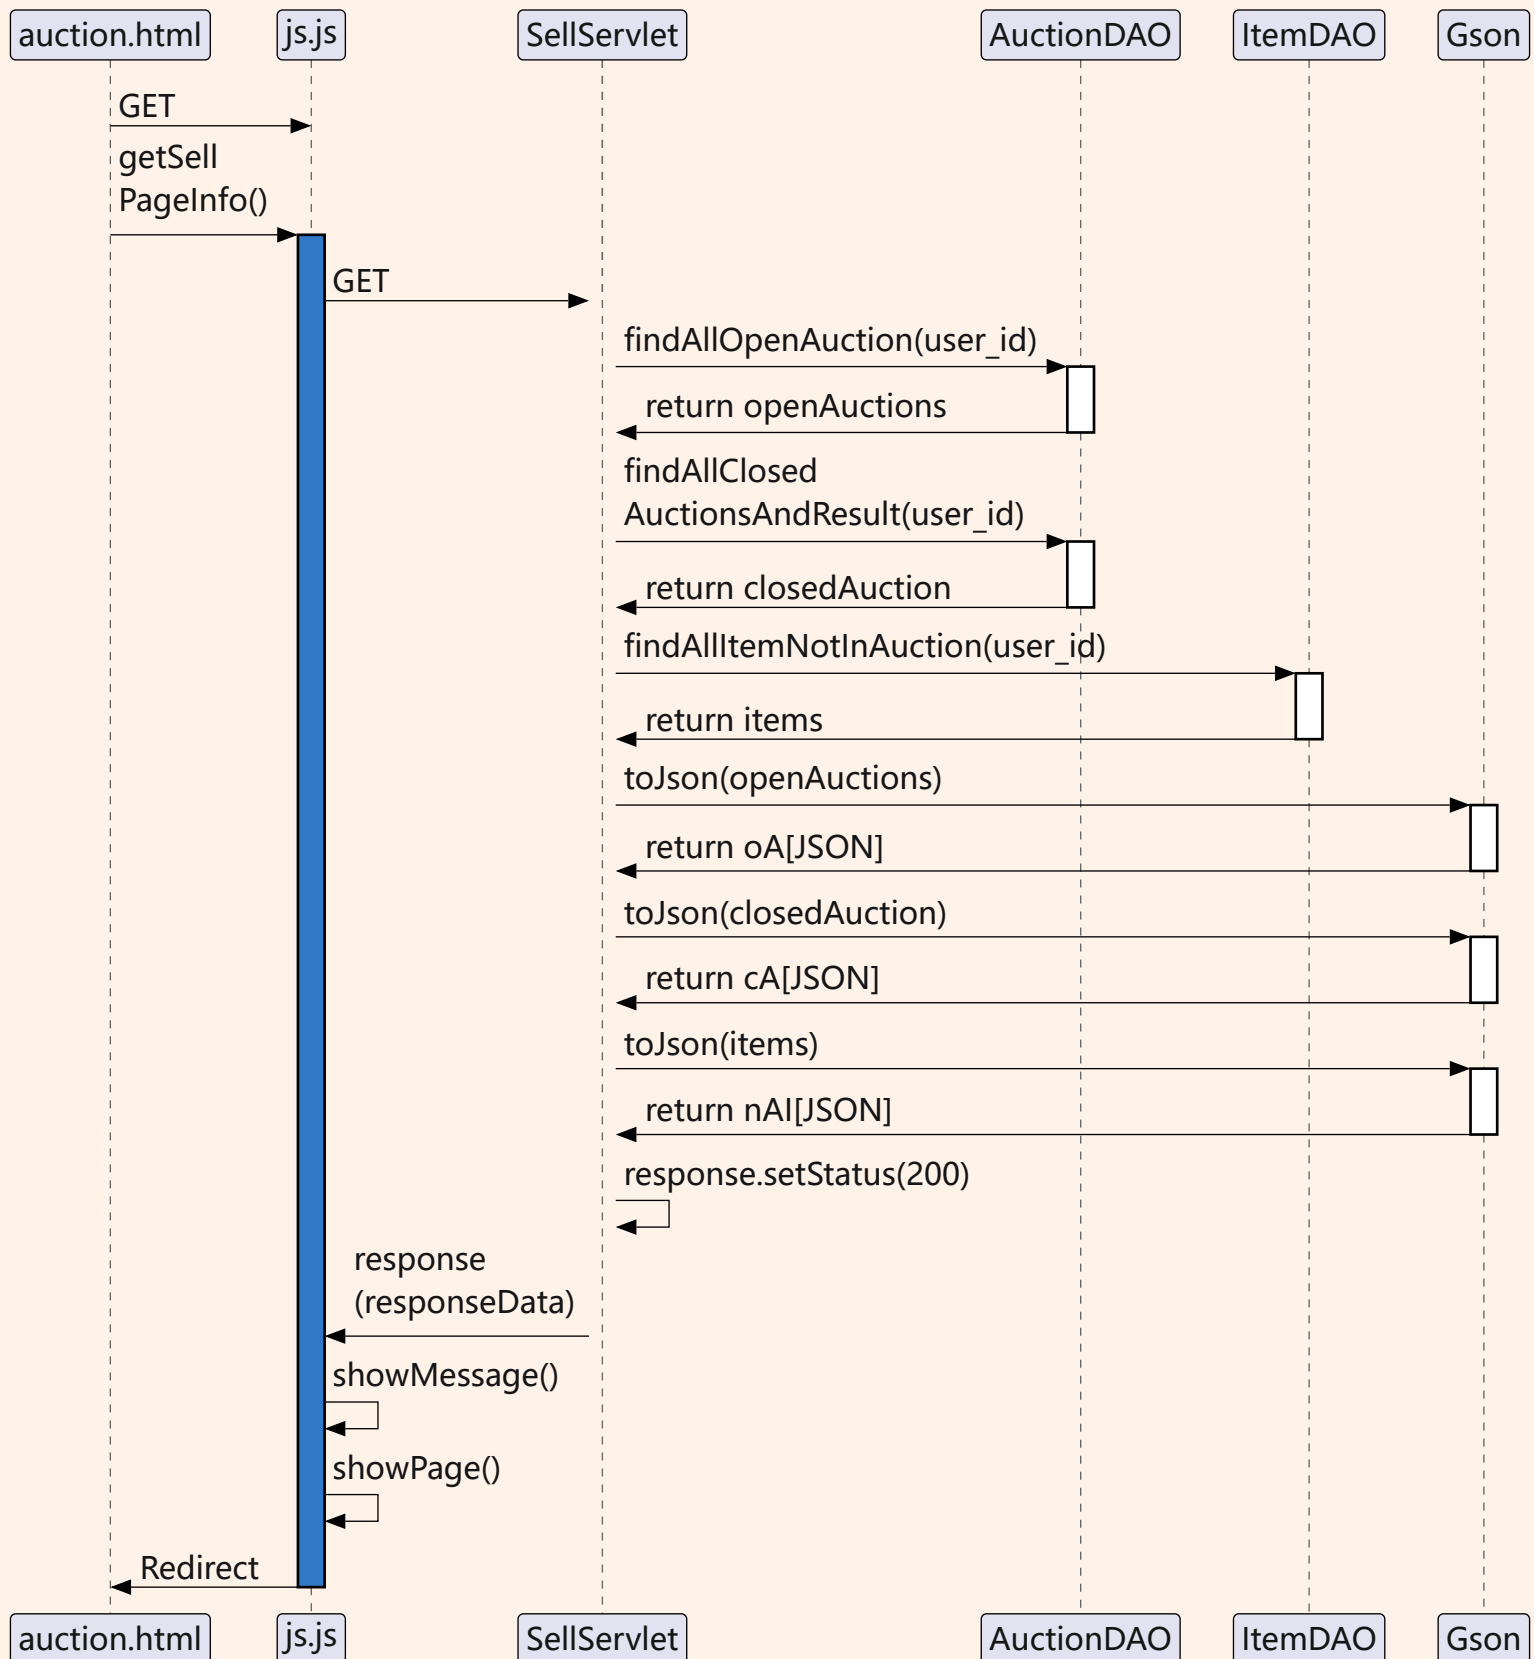 auction.html
js.js
SellServlet
AuctionDAO
ItemDAO
Gson
GET
getSell
PageInfo()
GET
findAllOpenAuction(user_id)
return openAuctions
findAllClosed
AuctionsAndResult(user_id)
return closedAuction
findAllItemNotInAuction(user_id)
return items
toJson(openAuctions)
return oA[JSON]
toJson(closedAuction)
return cA[JSON]
toJson(items)
return nAI[JSON]
response.setStatus(200)
response
(responseData)
showMessage()
showPage()
Redirect
auction.html
js.js
SellServlet
AuctionDAO
ItemDAO
Gson